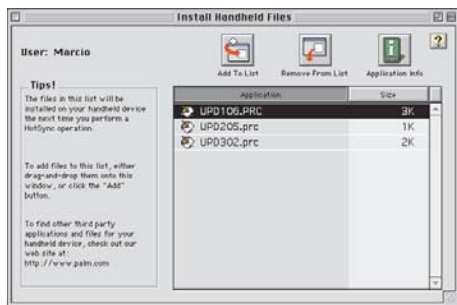 Install Handheld Files
User: Marcio
Add To List
Remove From List
Application Info
?
Tips!
The files in this list will be
installed on your handheld device
the next time you perform a
HotSync operation.
To add files to this list, either
drag-and-drop them onto this
window, or click the "Add"
button.
To find other third party
applications and files for your
handheld device, check out our
web site at:
http://www.palm.com
Application Size
UPD106.PRC 3K
UPD205.prc 1K
UPD302.prc 2K